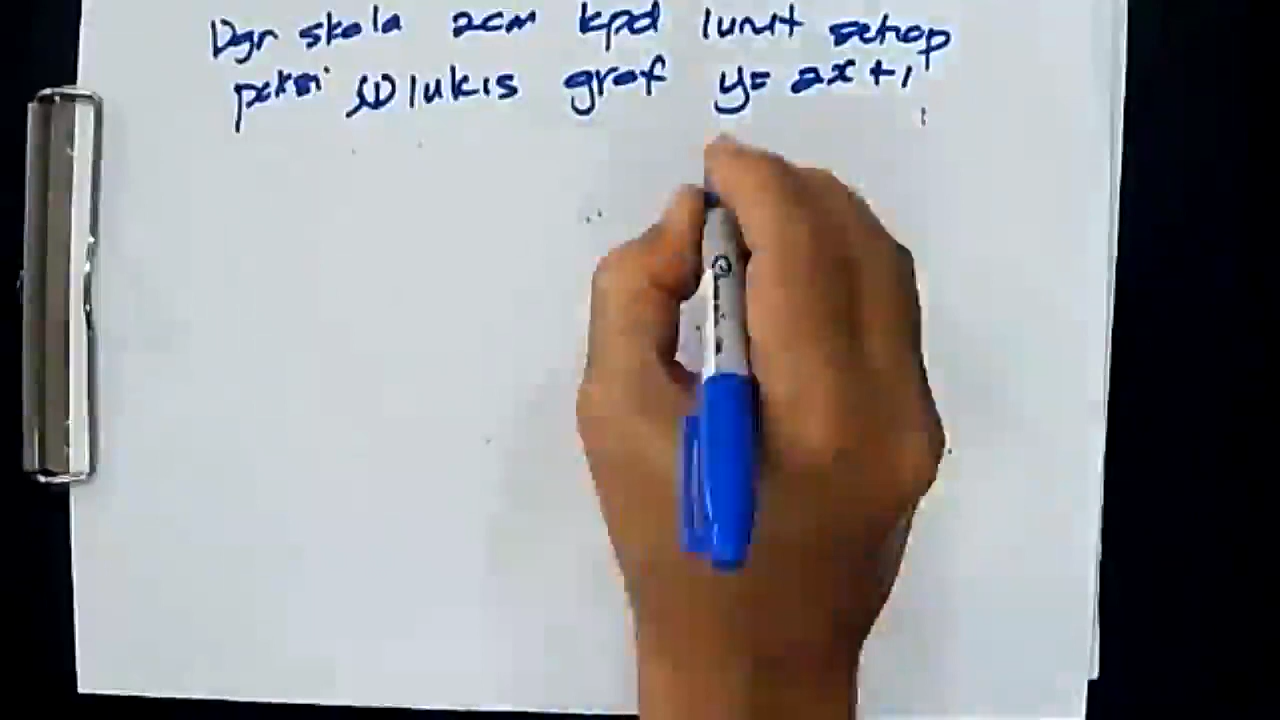 Dgn skala 2cm kpd 1unit setiap
paksi lukis graf y= 2x+1